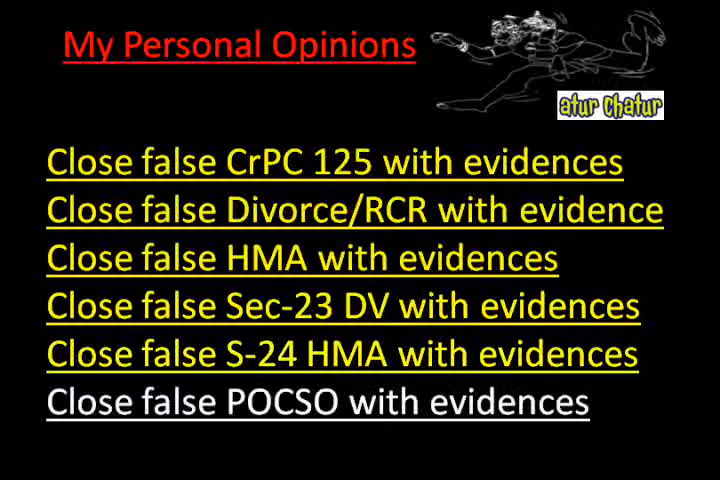 My Personal Opinions
atur Chatur
Close false CrPC 125 with evidences
Close false Divorce/RCR with evidence
Close false HMA with evidences
Close false Sec-23 DV with evidences
Close false S-24 HMA with evidences
Close false POCSO with evidences